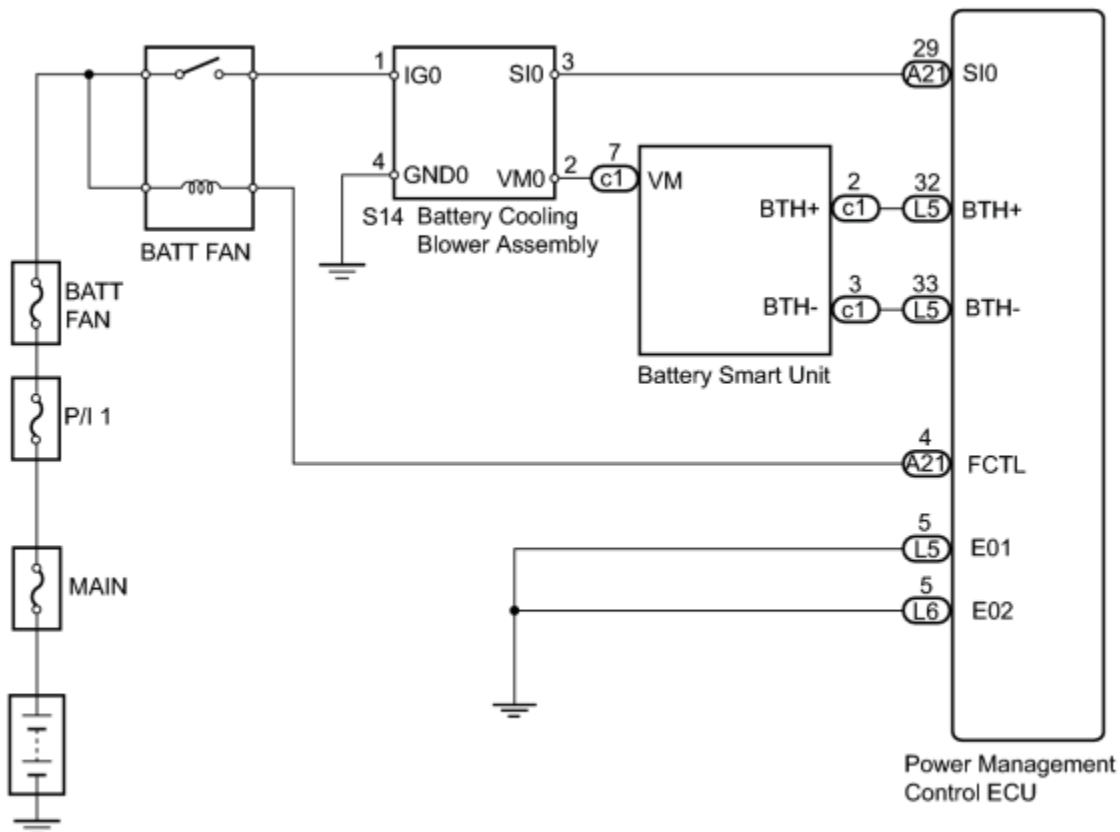 29
1
IG0
SI0
3
A21
SI0
4
GND0
VM0
2
7
c1
VM
2
32
BTH+
c1
L5
BTH+
S14 Battery Cooling
Blower Assembly
BATT FAN
3
33
BTH-
c1
L5
BTH-
BATT
FAN
Battery Smart Unit
P/I 1
4
A21
FCTL
5
L5
E01
MAIN
5
L6
E02
Power Management
Control ECU